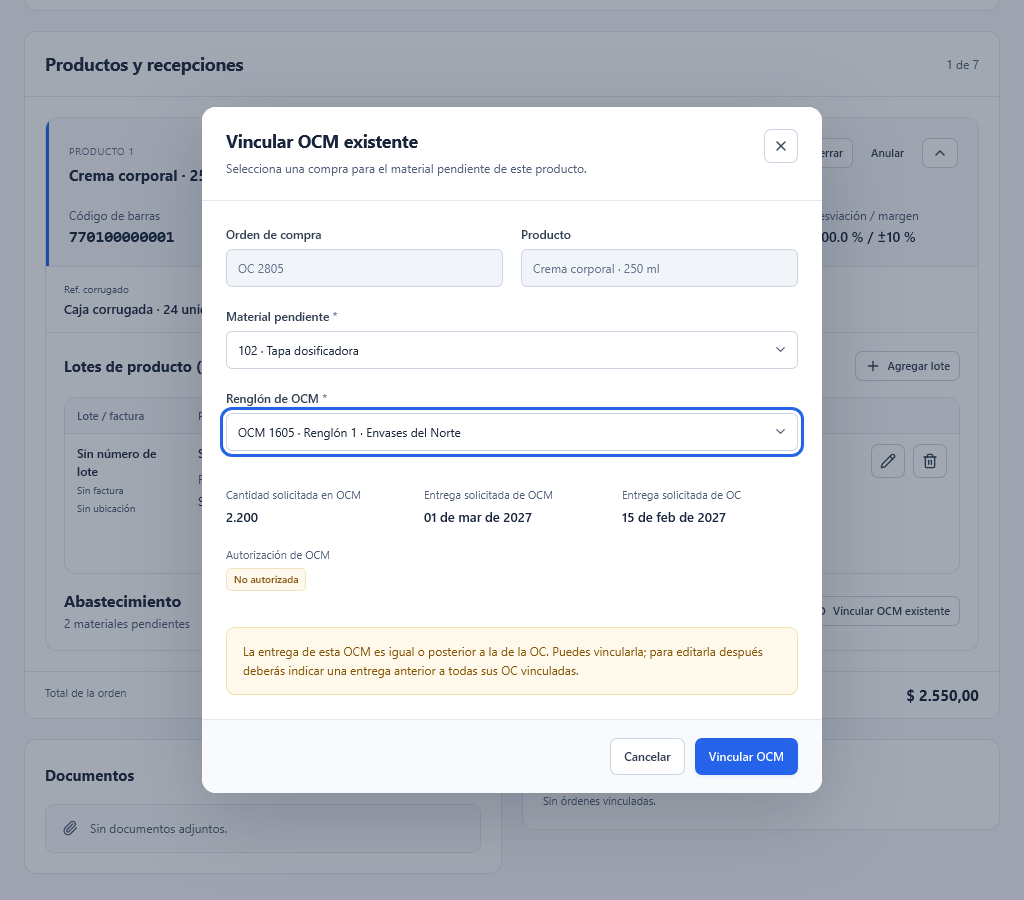 Productos y recepciones
1 de 7
PRODUCTO 1
Crema corporal · 25
Anular
Código de barras
770100000001
/ margen
00.0 % / ±10 %
Ref. corrugado
Caja corrugada · 24
Lotes de producto (
Agregar lote
Lote / factura
Sin número de
lote
Sin factura
Sin ubicación
Abastecimiento
2 materiales pendientes
Vincular OCM existente
Total de la orden
$ 2.550,00
Documentos
Sin documentos adjuntos.
Sin órdenes vinculadas.
Vincular OCM existente
Selecciona una compra para el material pendiente de este producto.
Orden de compra
Producto
OC 2805
Crema corporal · 250 ml
Material pendiente *
102 · Tapa dosificadora
Renglón de OCM *
OCM 1605 · Renglón 1 · Envases del Norte
Cantidad solicitada en OCM
Entrega solicitada de OCM
Entrega solicitada de OC
2.200
01 de mar de 2027
15 de feb de 2027
Autorización de OCM
No autorizada
La entrega de esta OCM es igual o posterior a la de la OC. Puedes vincularla; para editarla después
deberás indicar una entrega anterior a todas sus OC vinculadas.
Cancelar
Vincular OCM